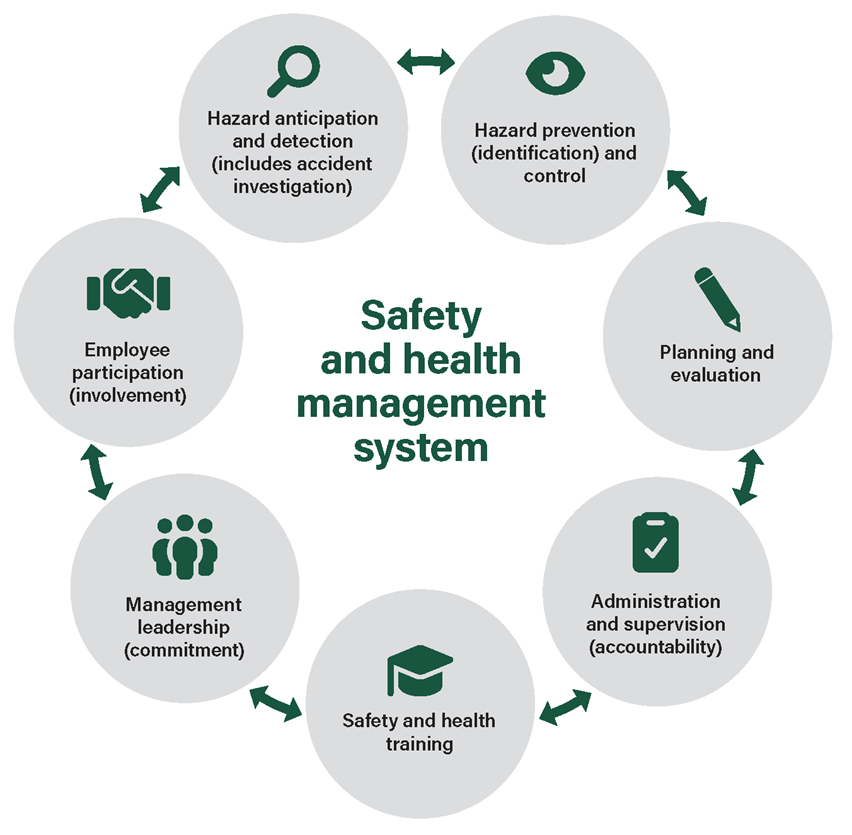 Hazard anticipation
and detection
(includes accident
investigation)
Hazard prevention
(identification) and
control
Employee
participation
(involvement)
Safety
and health
management
system
Planning and
evaluation
Management
leadership
(commitment)
Administration
and supervision
(accountability)
Safety and health
training